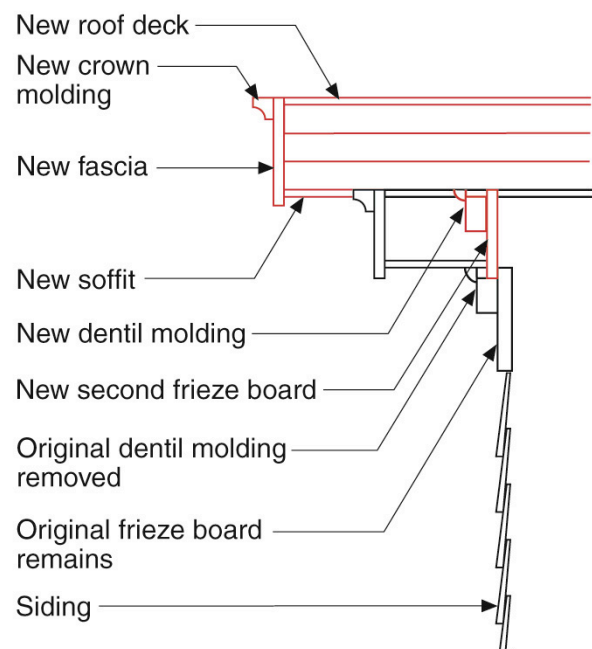 New roof deck
New crown
molding
New fascia
New soffit
New dentil molding
New second frieze board
Original dentil molding
removed
Original frieze board
remains
Siding